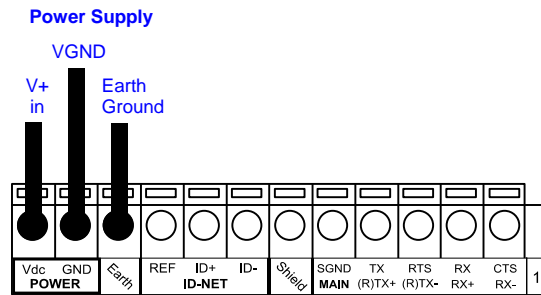 Power Supply
VGND
V+
in
Earth
Ground
Vdc GND Earth REF ID+ ID- Shield SGND TX RTS RX CTS
POWER ID-NET MAIN (R)TX+ (R)TX- RX+ RX- 1